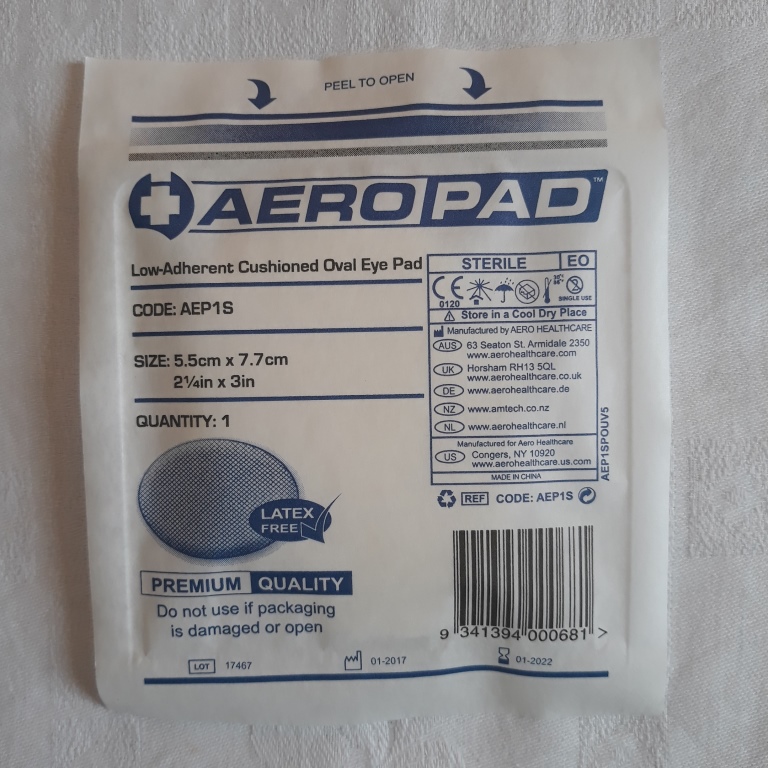 PEEL TO OPEN
AEROPAD™
Low-Adherent Cushioned Oval Eye Pad
CODE: AEP1S
SIZE: 5.5cm x 7.7cm
2¼in x 3in
QUANTITY: 1
LATEX
FREE
PREMIUM QUALITY
Do not use if packaging
is damaged or open
STERILE EO
CE
0120
SINGLE USE
Store in a Cool Dry Place
Manufactured by AERO HEALTHCARE
AUS 63 Seaton St. Armidale 2350
www.aerohealthcare.com
UK Horsham RH13 5QL
www.aerohealthcare.co.uk
DE www.aerohealthcare.de
NZ www.amtech.co.nz
NL www.aerohealthcare.nl
Manufactured for Aero Healthcare
US Congers, NY 10920
www.aerohealthcare.us.com
MADE IN CHINA
AEP1SPOUV5
REF CODE: AEP1S
9 341394 000681 >
LOT 17467
01-2017
01-2022